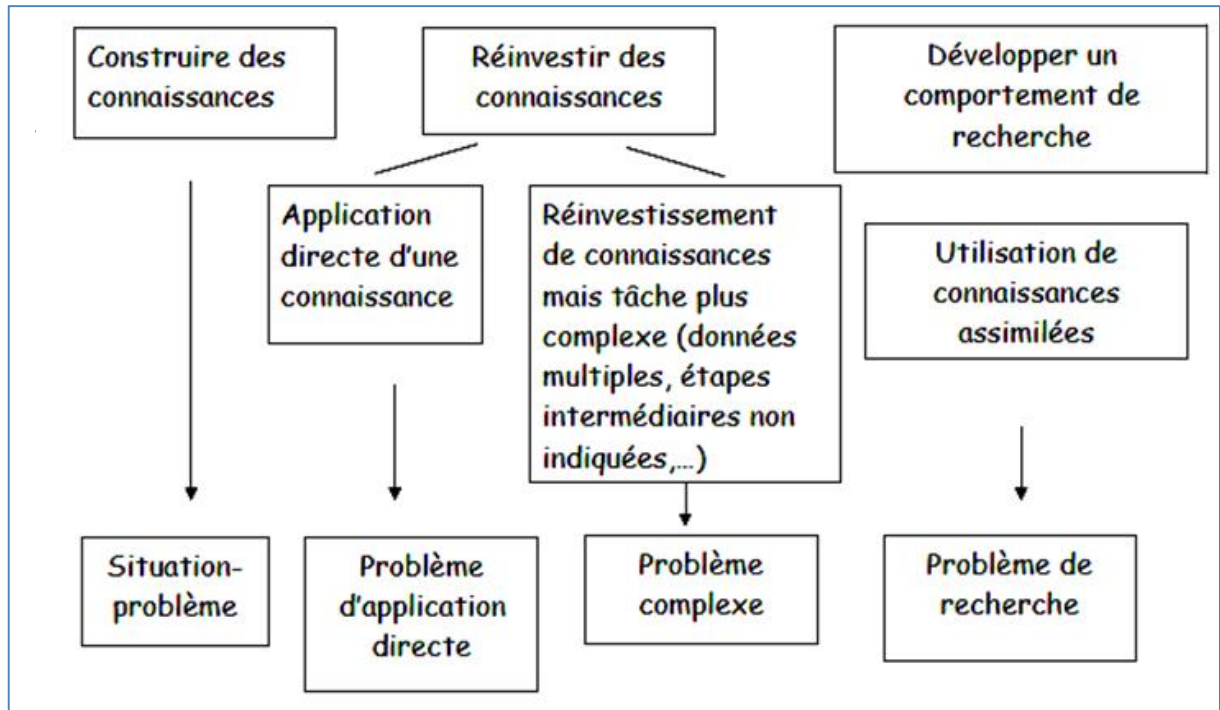 Construire des
connaissances
Réinvestir des
connaissances
Développer un
comportement de
recherche
Application
directe d'une
connaissance
Réinvestissement
de connaissances
mais tâche plus
complexe (données
multiples, étapes
intermédiaires non
indiquées,...)
Utilisation de
connaissances
assimilées
Situation-
problème
Problème
d'application
directe
Problème
complexe
Problème de
recherche